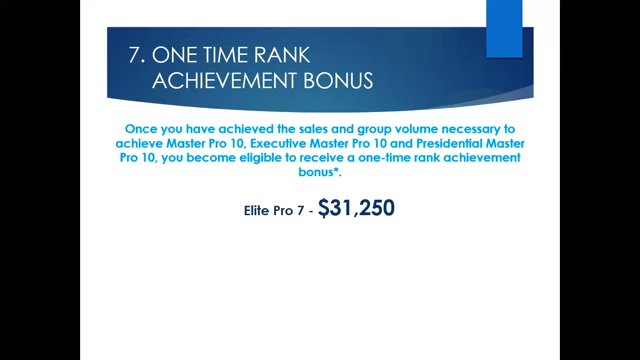 7. ONE TIME RANK
ACHIEVEMENT BONUS
Once you have achieved the sales and group volume necessary to
achieve Master Pro 10, Executive Master Pro 10 and Presidential Master
Pro 10, you become eligible to receive a one-time rank achievement
bonus*.
Elite Pro 7 - $31,250